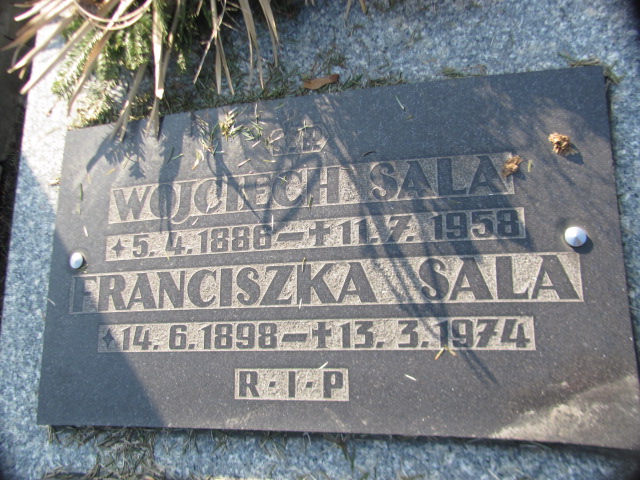 Ś.P.
WOJCIECH SALA
✦ 5.4.1886 — ✝ 11.7.1958
FRANCISZKA SALA
✦ 14.6.1898 — ✝ 13.3.1974
R·I·P